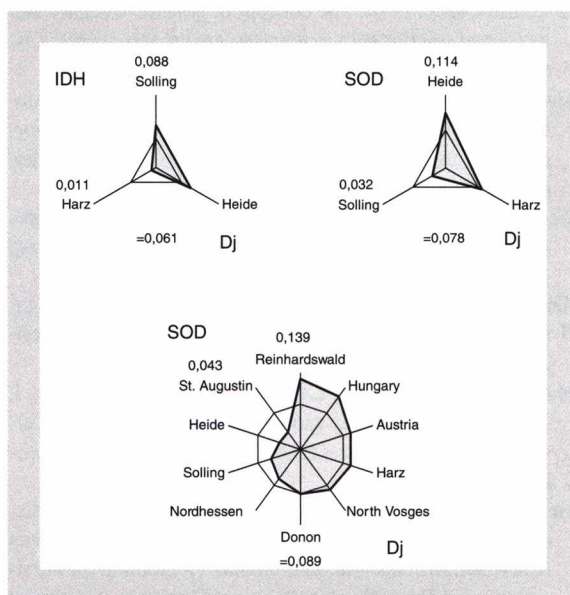 0,088
IDH
Solling
0,011
Harz
Heide
=0,061
Dj
0,114
SOD
Heide
0,032
Solling
Harz
=0,078
Dj
SOD
0,139
Reinhardswald
0,043
St. Augustin
Hungary
Heide
Austria
Solling
Harz
Nordhessen
North Vosges
Donon
Dj
=0,089